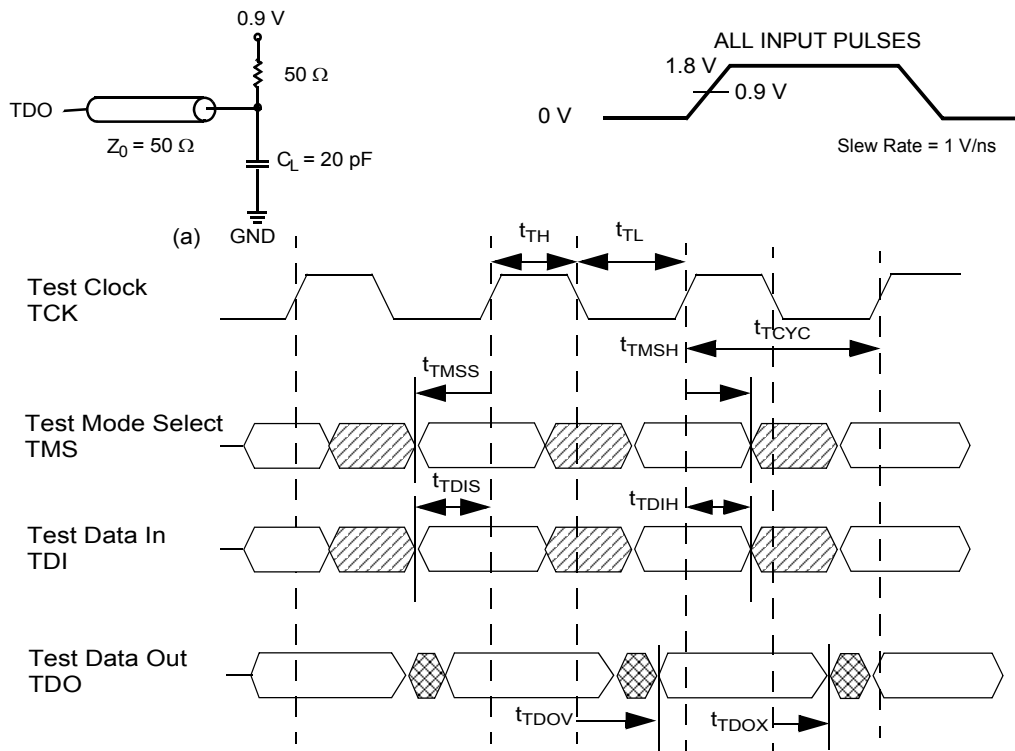 0.9 V
50 Ω
TDO
Z0 = 50 Ω
CL = 20 pF
(a)
GND
ALL INPUT PULSES
1.8 V
0.9 V
0 V
Slew Rate = 1 V/ns
tTH
tTL
Test Clock
TCK
tTMSH
tTCYC
tTMSS
Test Mode Select
TMS
tTDIS
tTDIH
Test Data In
TDI
Test Data Out
TDO
tTDOV
tTDOX